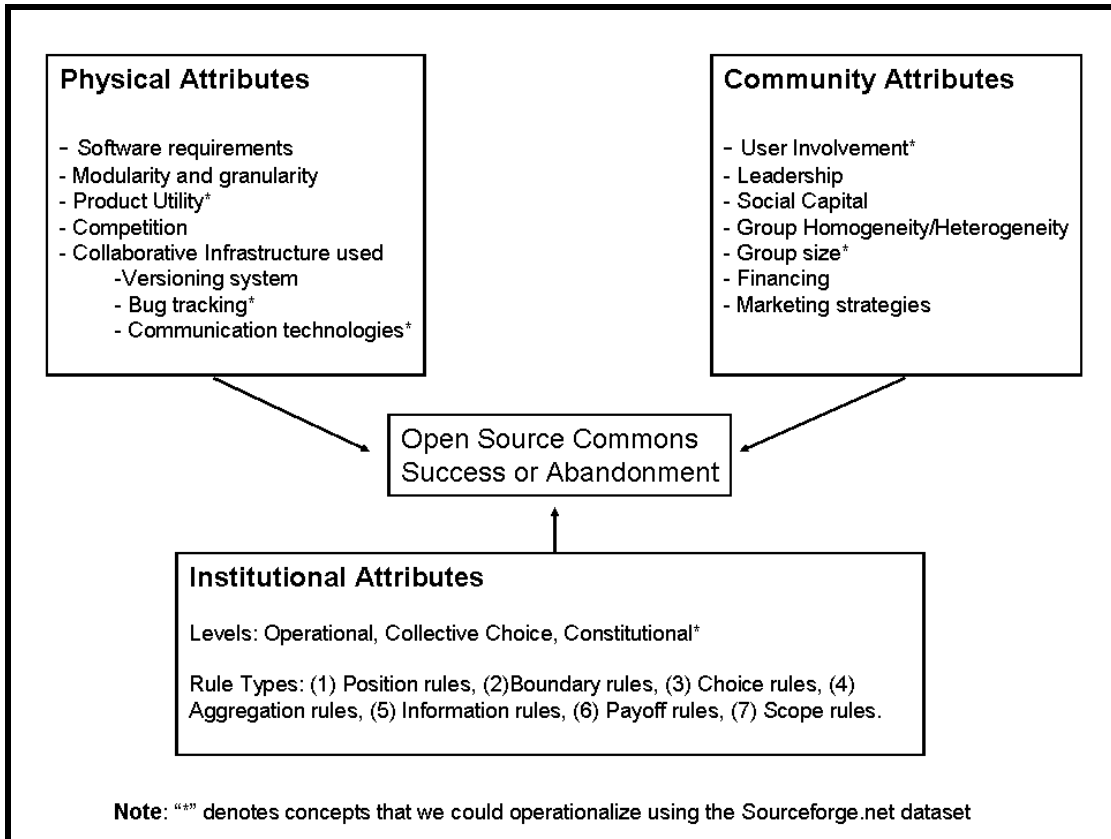 Physical Attributes
- Software requirements
- Modularity and granularity
- Product Utility*
- Competition
- Collaborative Infrastructure used
-Versioning system
- Bug tracking*
- Communication technologies*
Community Attributes
- User Involvement*
- Leadership
- Social Capital
- Group Homogeneity/Heterogeneity
- Group size*
- Financing
- Marketing strategies
Open Source Commons
Success or Abandonment
Institutional Attributes
Levels: Operational, Collective Choice, Constitutional*
Rule Types: (1) Position rules, (2)Boundary rules, (3) Choice rules, (4)
Aggregation rules, (5) Information rules, (6) Payoff rules, (7) Scope rules.
Note: “*” denotes concepts that we could operationalize using the Sourceforge.net dataset